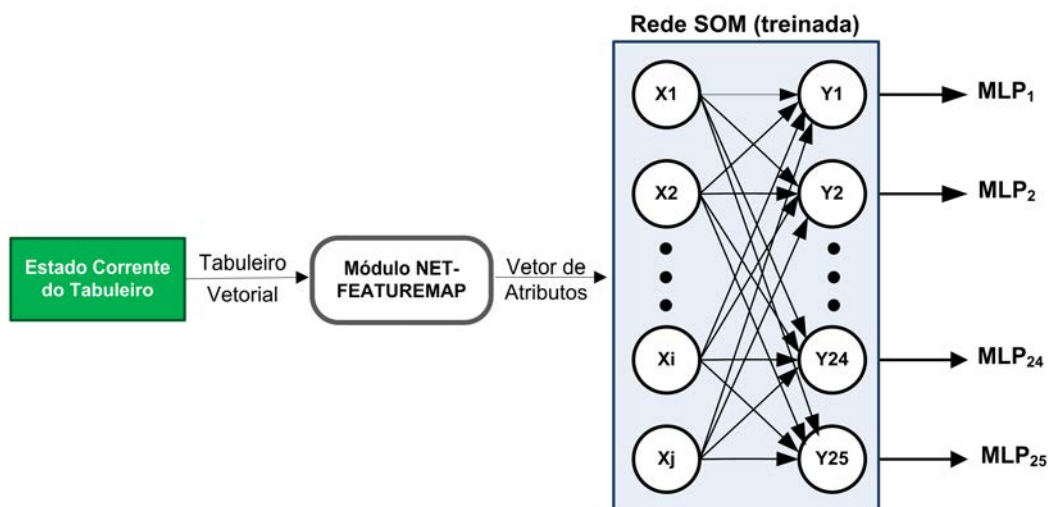 Rede SOM (treinada)
X1
Y1
MLP1
X2
Y2
MLP2
Estado Corrente
do Tabuleiro
Tabuleiro
Vetorial
Módulo NET-
FEATUREMAP
Vetor de
Atributos
Xi
Y24
MLP24
Xj
Y25
MLP25